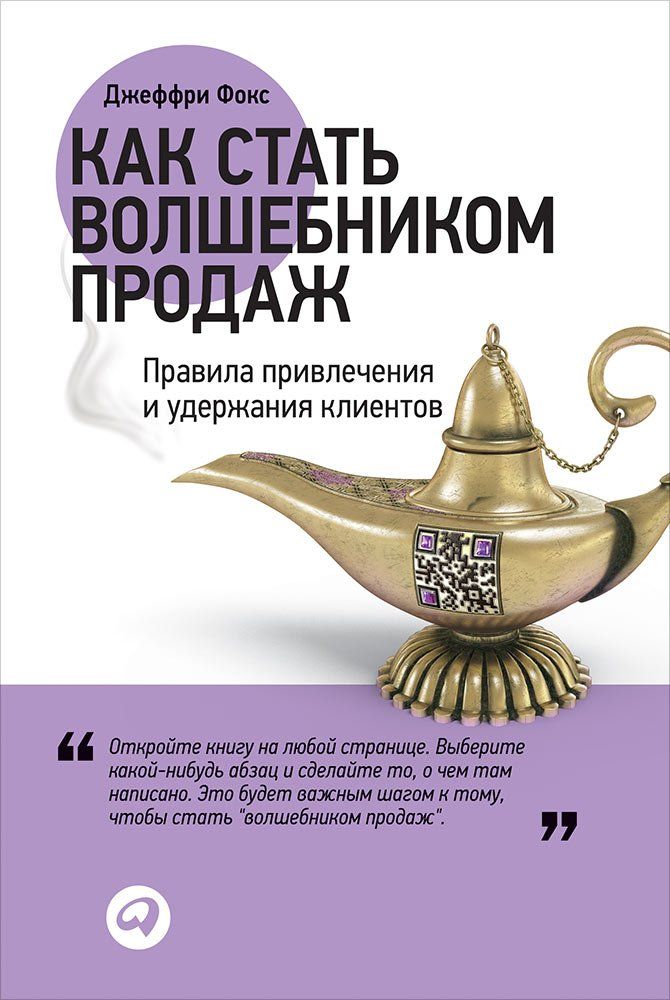 Джеффри Фокс
КАК СТАТЬ
ВОЛШЕБНИКОМ
ПРОДАЖ
Правила привлечения
и удержания клиентов
“ Откройте книгу на любой странице. Выберите
какой-нибудь абзац и сделайте то, о чем там
написано. Это будет важным шагом к тому,
чтобы стать "волшебником продаж". ”